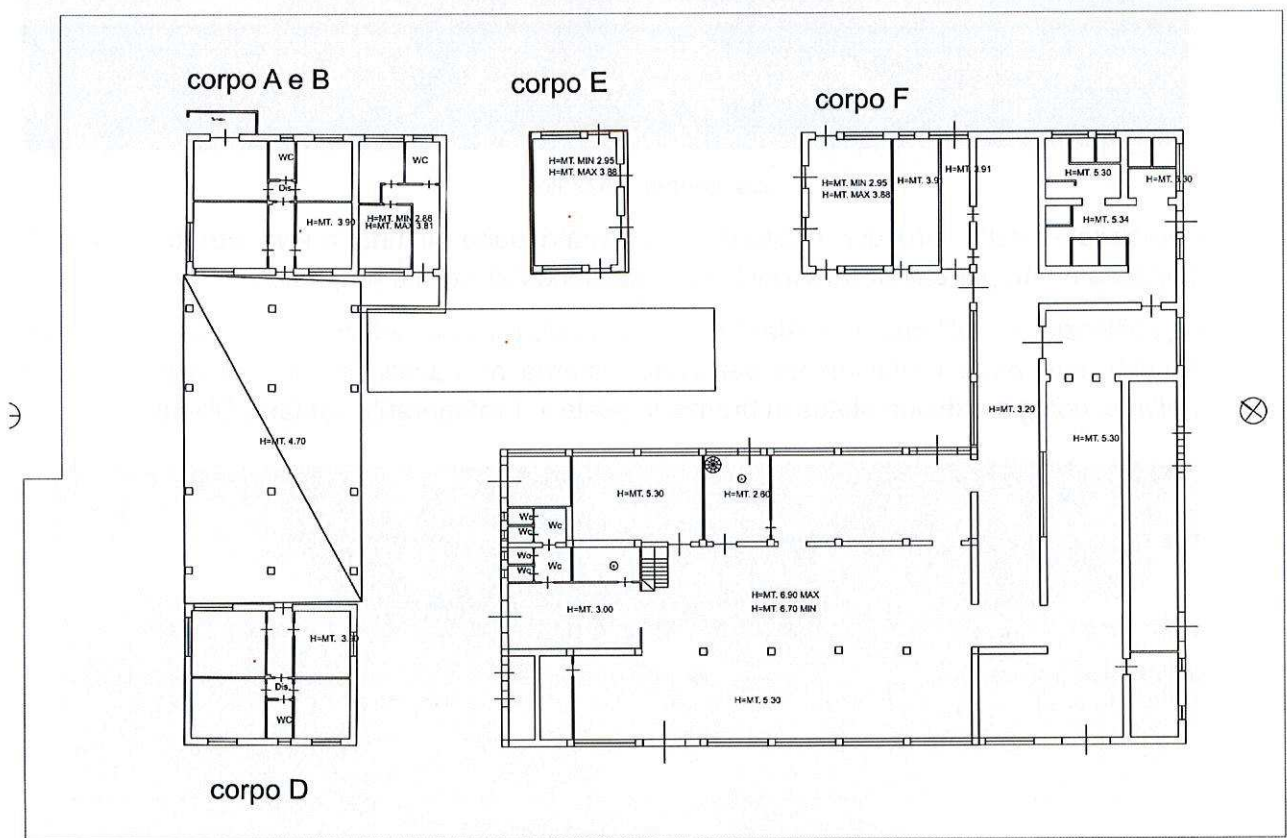 corpo A e B
corpo E
corpo F
WC
Dis.
WC
H=MT. 3.90
H=MT. MIN 2.68
H=MT. MAX 3.81
H=MT. MIN 2.95
H=MT. MAX 3.88
H=MT. MIN 2.95
H=MT. MAX 3.88
H=MT. 3.9
3.91
H=MT. 5.30
H=MT. 5.34
H=MT. 4.70
H=MT. 3.20
H=MT. 5.30
H=MT. 5.30
H=MT. 2.60
Wc
Wc
Wc
Wc
Wc
Wc
H=MT. 3.00
H=MT. 6.90 MAX
H=MT. 6.70 MIN
Dis.
WC
H=MT. 5.30
corpo D